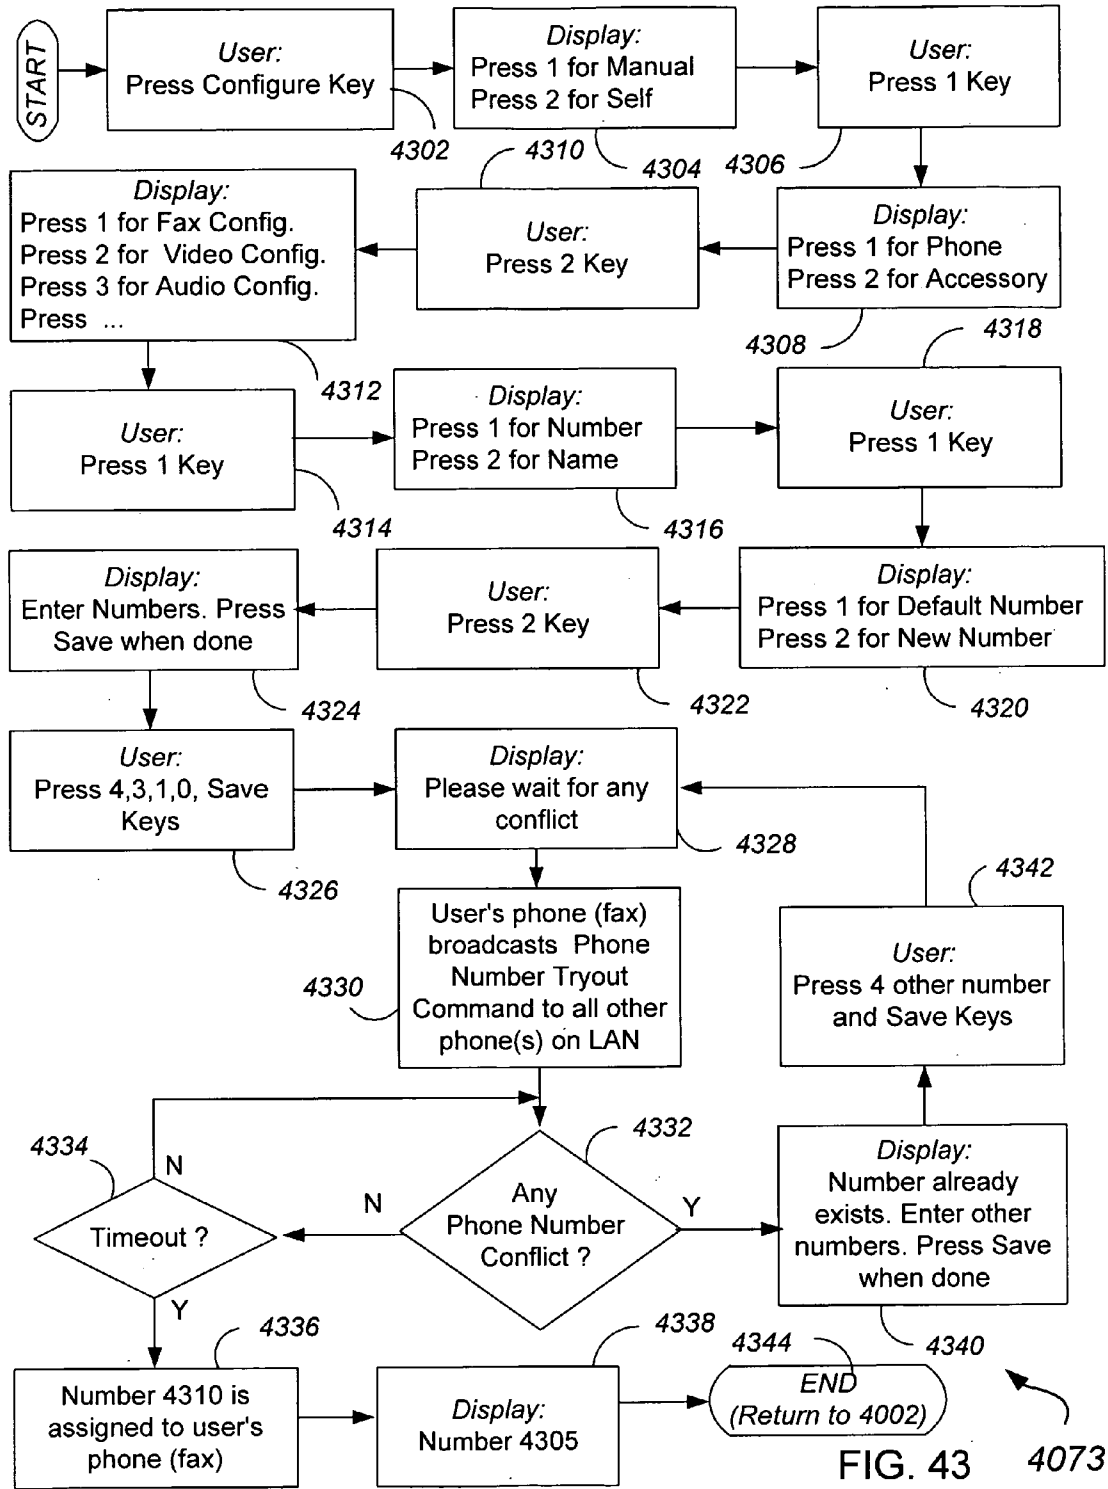 START
User:
Press Configure Key
4302
Display:
Press 1 for Manual
Press 2 for Self
4304
User:
Press 1 Key
4306
Display:
Press 1 for Phone
Press 2 for Accessory
4308
4310
User:
Press 2 Key
Display:
Press 1 for Fax Config.
Press 2 for Video Config.
Press 3 for Audio Config.
Press ...
4312
User:
Press 1 Key
4314
Display:
Press 1 for Number
Press 2 for Name
4316
4318
User:
Press 1 Key
Display:
Press 1 for Default Number
Press 2 for New Number
4320
User:
Press 2 Key
4322
Display:
Enter Numbers. Press
Save when done
4324
User:
Press 4,3,1,0, Save
Keys
4326
Display:
Please wait for any
conflict
4328
4330
User's phone (fax)
broadcasts Phone
Number Tryout
Command to all other
phone(s) on LAN
4332
Any
Phone Number
Conflict ?
N
Y
4334
Timeout ?
N
Y
4336
Number 4310 is
assigned to user's
phone (fax)
4338
Display:
Number 4305
Display:
Number already
exists. Enter other
numbers. Press Save
when done
4340
4342
User:
Press 4 other number
and Save Keys
4344
END
(Return to 4002)
FIG. 43
4073